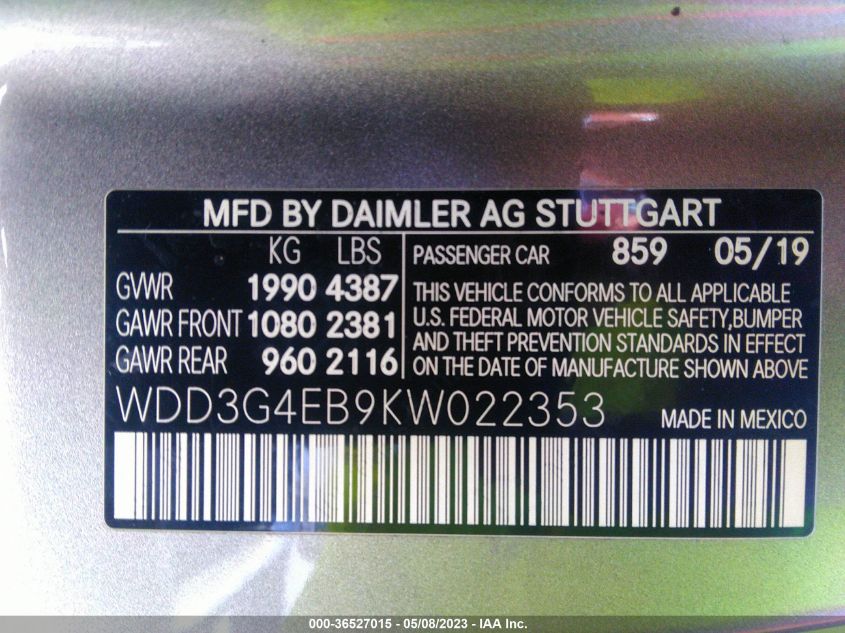 MFD BY DAIMLER AG STUTTGART
KG LBS
GVWR 1990 4387
GAWR FRONT 1080 2381
GAWR REAR 960 2116
PASSENGER CAR 859 05/19
THIS VEHICLE CONFORMS TO ALL APPLICABLE
U.S. FEDERAL MOTOR VEHICLE SAFETY,BUMPER
AND THEFT PREVENTION STANDARDS IN EFFECT
ON THE DATE OF MANUFACTURE SHOWN ABOVE
WDD3G4EB9KW022353 MADE IN MEXICO
000-36527015 - 05/08/2023 - IAA Inc.